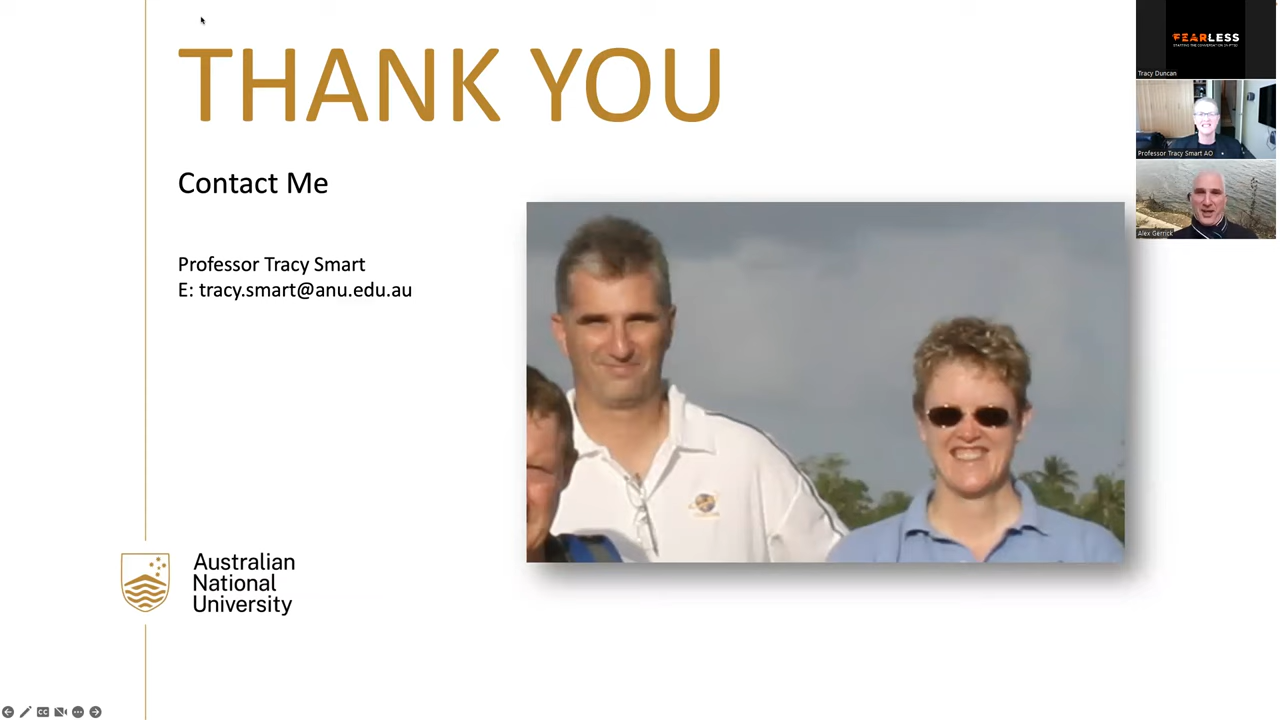 THANK YOU
Contact Me
Professor Tracy Smart
E: tracy.smart@anu.edu.au
Australian
National
University
FEARLESS
Tracy Duncan
Professor Tracy Smart AO
Alex Gerrick
CC